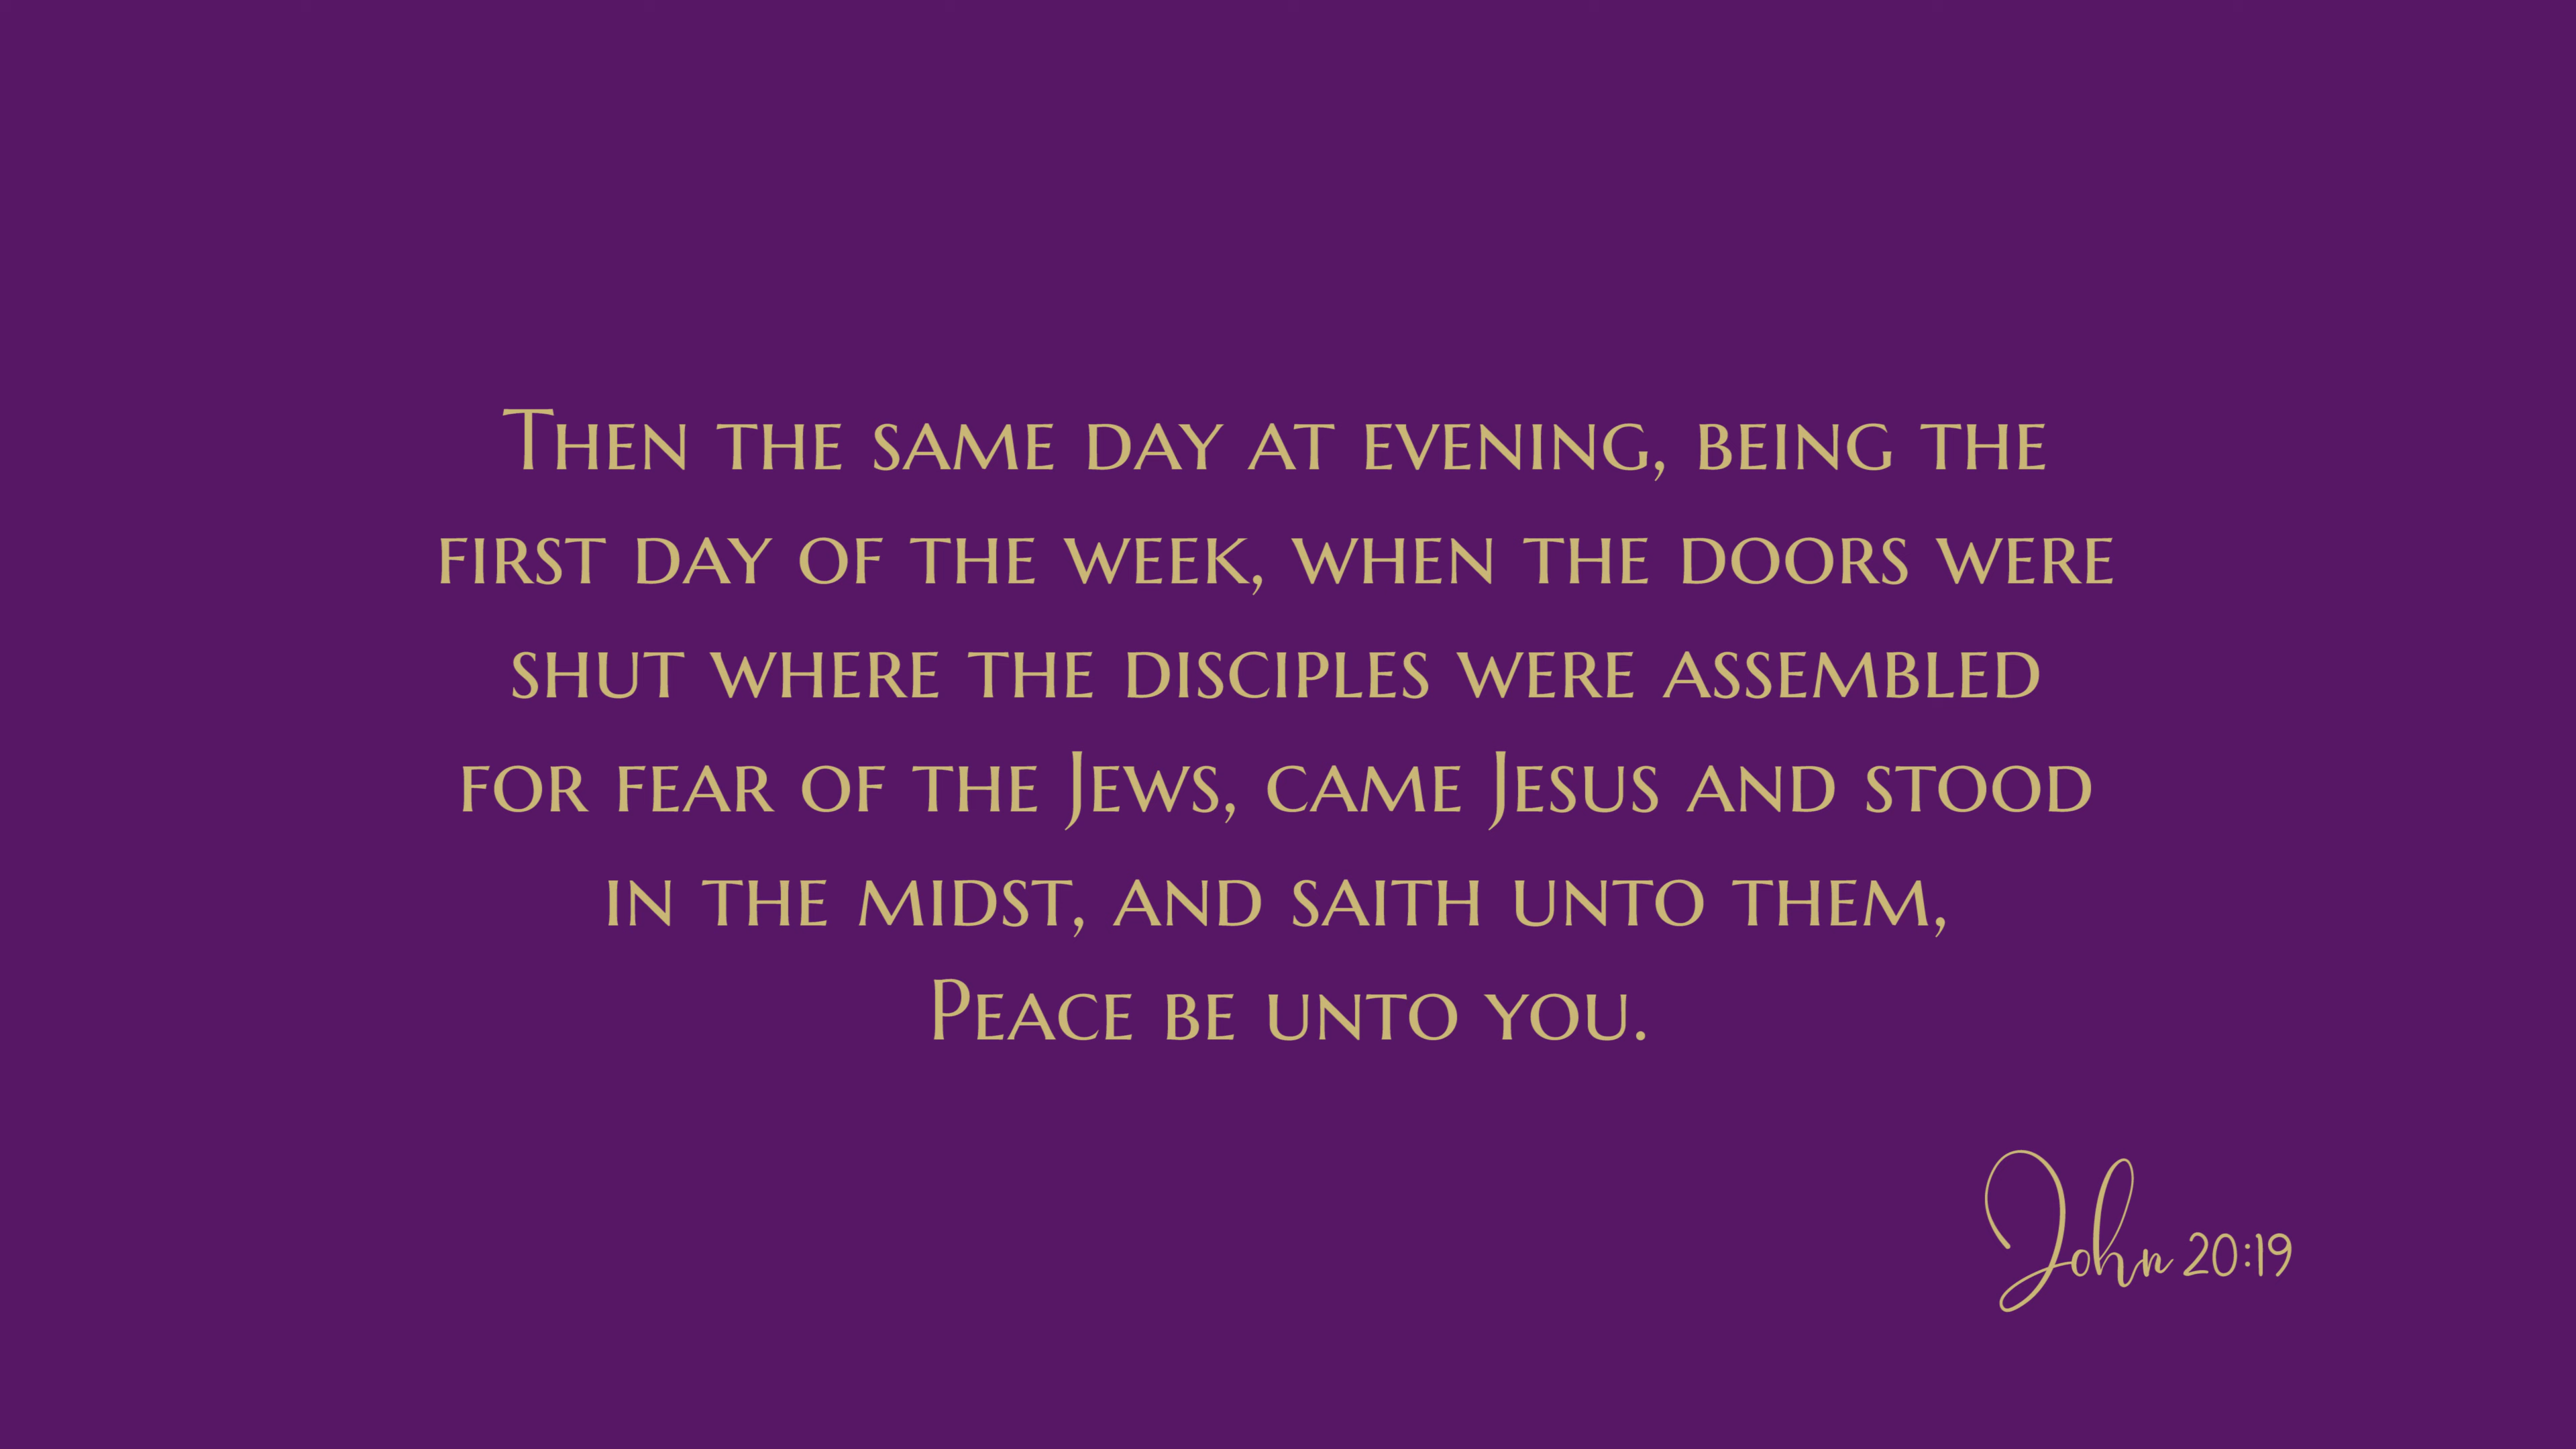 Then the same day at evening, being the
first day of the week, when the doors were
shut where the disciples were assembled
for fear of the Jews, came Jesus and stood
in the midst, and saith unto them,
Peace be unto you.
John 20:19